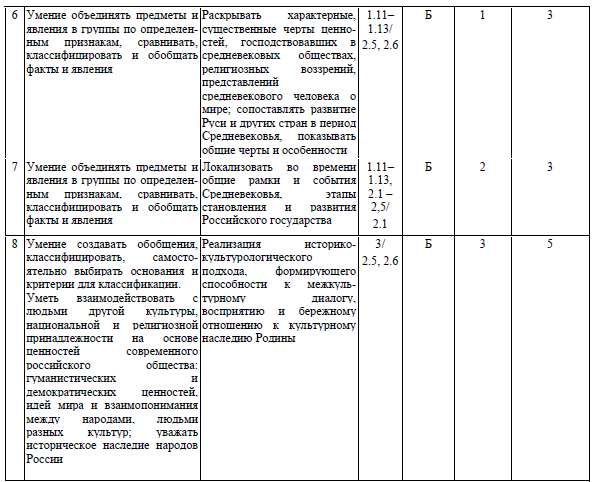 6 Умение объединять предметы и Раскрывать характерные, 1.11– Б 1 3
явления в группы по определен- существенные черты ценно- 1.13/
ным признакам, сравнивать, стей, господствовавших в 2.5, 2.6
классифицировать и обобщать средневековых обществах,
факты и явления религиозных воззрений,
представлений
средневекового человека о
мире; сопоставлять развитие
Руси и других стран в период
Средневековья, показывать
общие черты и особенности
7 Умение объединять предметы и Локализовать во времени 1.11– Б 2 3
явления в группы по определен- общие рамки и события 1.13,
ным признакам, сравнивать, Средневековья, этапы 2.1 –
классифицировать и обобщать становления и развития 2,5/
факты и явления Российского государства 2.1
8 Умение создавать обобщения, Реализация историко- 3/ Б 3 5
классифицировать, самосто- культурологического 2.5, 2.6
ятельно выбирать основания и подхода, формирующего
критерии для классификации. способности к межкуль-
Уметь взаимодействовать с турному диалогу,
людьми другой культуры, восприятию и бережному
национальной и религиозной отношению к культурному
принадлежности на основе наследию Родины
ценностей современного
российского общества:
гуманистических и
демократических ценностей,
идей мира и взаимопонимания
между народами, людьми
разных культур; уважать
историческое наследие народов
России